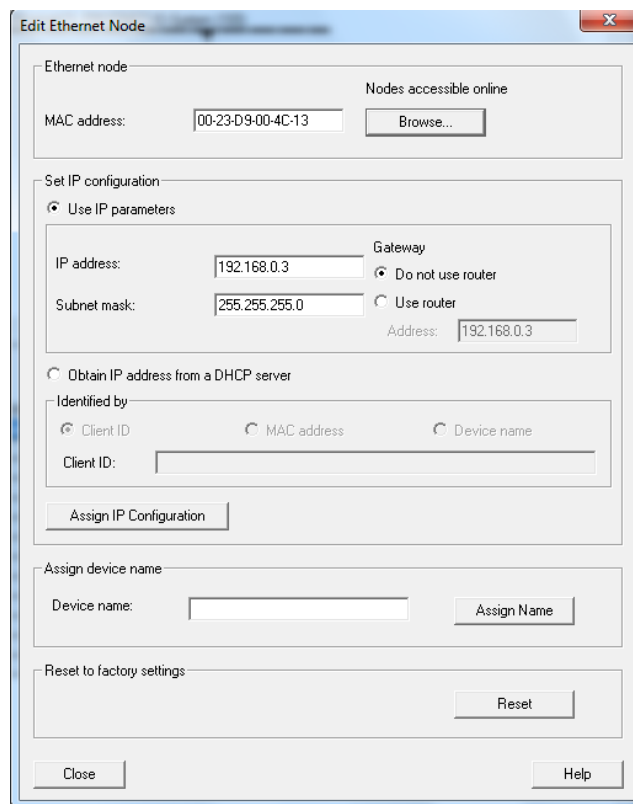 Edit Ethernet Node
Ethernet node
Nodes accessible online
MAC address: 00-23-D9-00-4C-13 Browse...
Set IP configuration
Use IP parameters
Gateway
IP address: 192.168.0.3
Do not use router
Subnet mask: 255.255.255.0 Use router
Address: 192.168.0.3
Obtain IP address from a DHCP server
Identified by
Client ID MAC address Device name
Client ID:
Assign IP Configuration
Assign device name
Device name: Assign Name
Reset to factory settings
Reset
Close Help